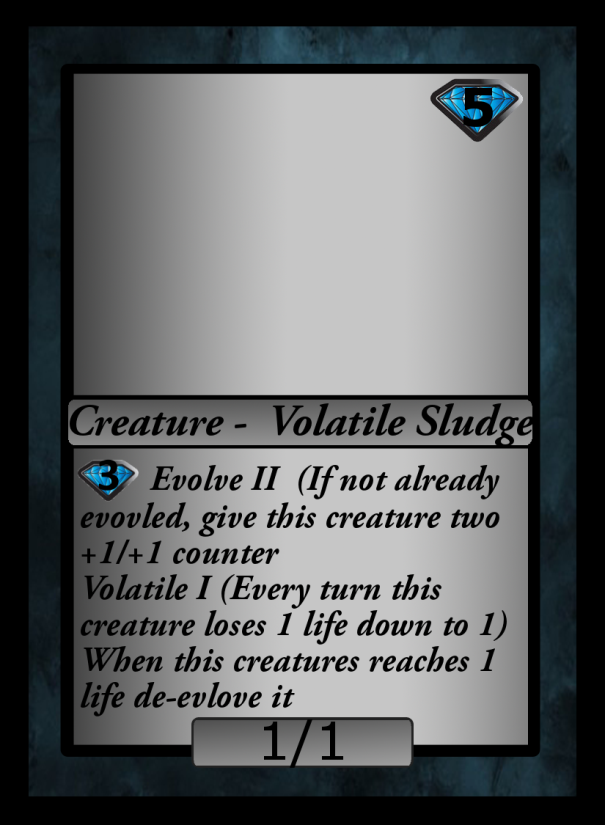 5
Creature - Volatile Sludge
3 Evolve II (If not already
evovled, give this creature two
+1/+1 counter
Volatile I (Every turn this
creature loses 1 life down to 1)
When this creatures reaches 1
life de-evlove it
1/1